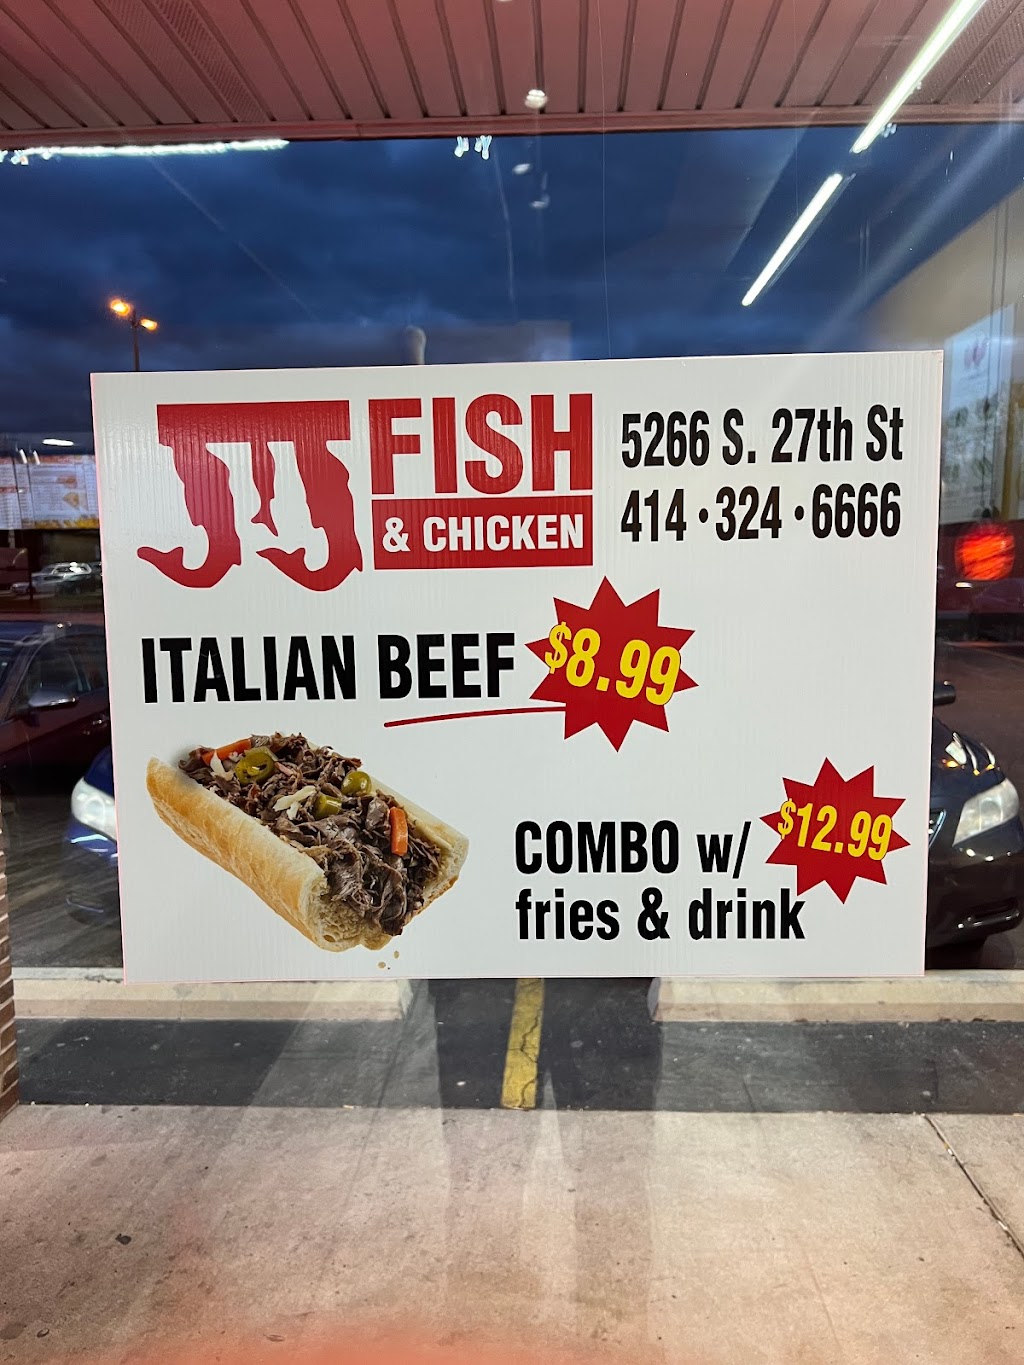 JJ FISH
& CHICKEN
5266 S. 27th St
414 · 324 · 6666
ITALIAN BEEF $8.99
COMBO w/ $12.99
fries & drink